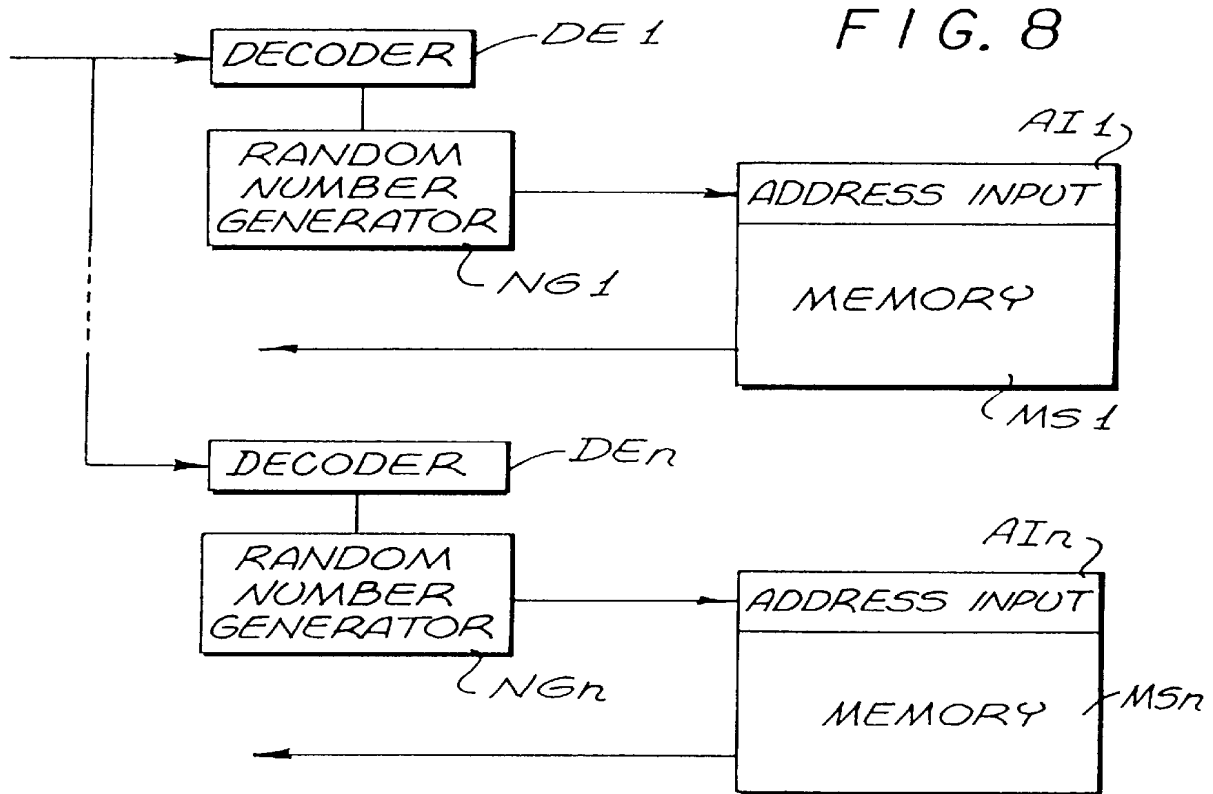 FIG. 8
DECODER
DE 1
RANDOM
NUMBER
GENERATOR
NG 1
AI 1
ADDRESS INPUT
MEMORY
MS 1
DECODER
DEn
RANDOM
NUMBER
GENERATOR
NGn
AIn
ADDRESS INPUT
MEMORY
MSn